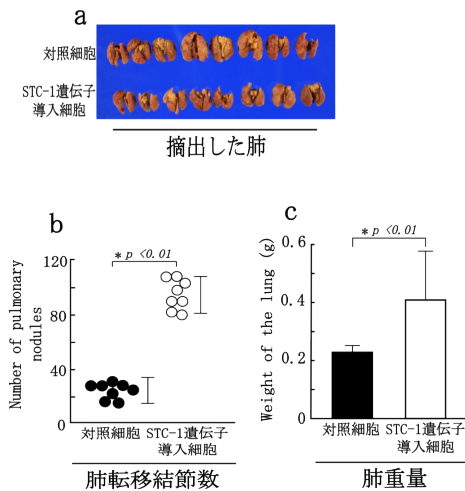 a
対照細胞
STC-1遺伝子
導入細胞
摘出した肺
b
* p <0.01
Number of pulmonary
nodules
120
80
40
0
対照細胞
STC-1遺伝子
導入細胞
肺転移結節数
c
* p <0.01
Weight of the lung (g)
0.6
0.4
0.2
0
対照細胞
STC-1遺伝子
導入細胞
肺重量